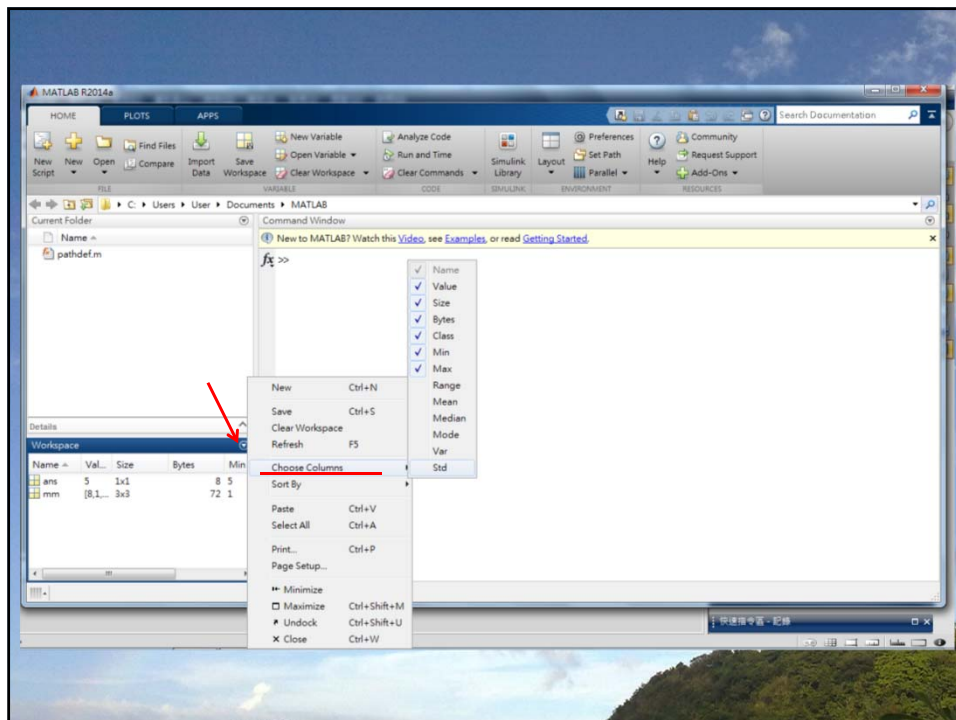 MATLAB R2014a
HOME PLOTS APPS
Search Documentation
New Script
New
Open
Find Files
Compare
Import Data
Save Workspace
New Variable
Open Variable
Clear Workspace
Analyze Code
Run and Time
Clear Commands
Simulink Library
Layout
Preferences
Set Path
Parallel
Help
Community
Request Support
Add-Ons
FILE VARIABLE CODE SIMULINK ENVIRONMENT RESOURCES
C: Users User Documents MATLAB
Current Folder
Name
pathdef.m
Command Window
New to MATLAB? Watch this Video, see Examples, or read Getting Started.
fx >>
Name
Value
Size
Bytes
Class
Min
Max
Range
Mean
Median
Mode
Var
Std
New Ctrl+N
Save Ctrl+S
Clear Workspace
Refresh F5
Choose Columns
Sort By
Paste Ctrl+V
Select All Ctrl+A
Print... Ctrl+P
Page Setup...
Minimize
Maximize Ctrl+Shift+M
Undock Ctrl+Shift+U
Close Ctrl+W
Details
Workspace
Name Val... Size Bytes Min
ans 5 1x1 8 5
mm [8,1,... 3x3 72 1
快速指令區 - 記錄